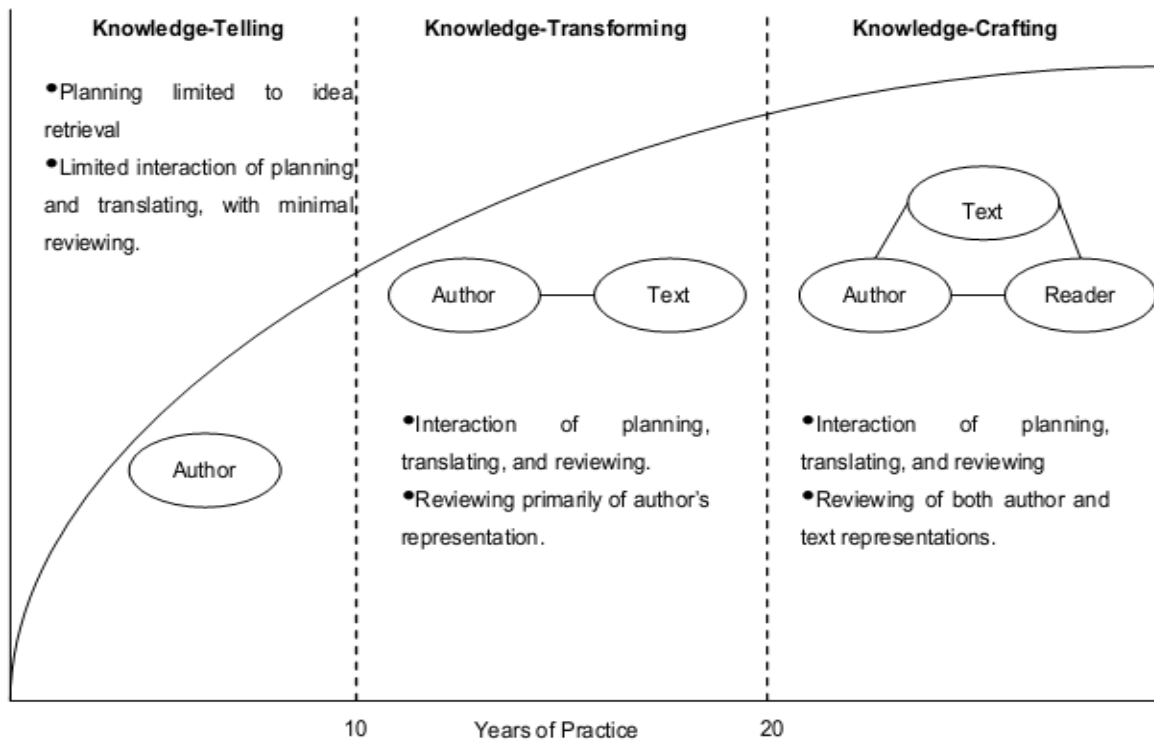 Knowledge-Telling
Knowledge-Transforming
Knowledge-Crafting
•Planning limited to idea
retrieval
•Limited interaction of planning
and translating, with minimal
reviewing.
Author
Author
Text
•Interaction of planning,
translating, and reviewing.
•Reviewing primarily of author's
representation.
Text
Author
Reader
•Interaction of planning,
translating, and reviewing
•Reviewing of both author and
text representations.
10
Years of Practice
20